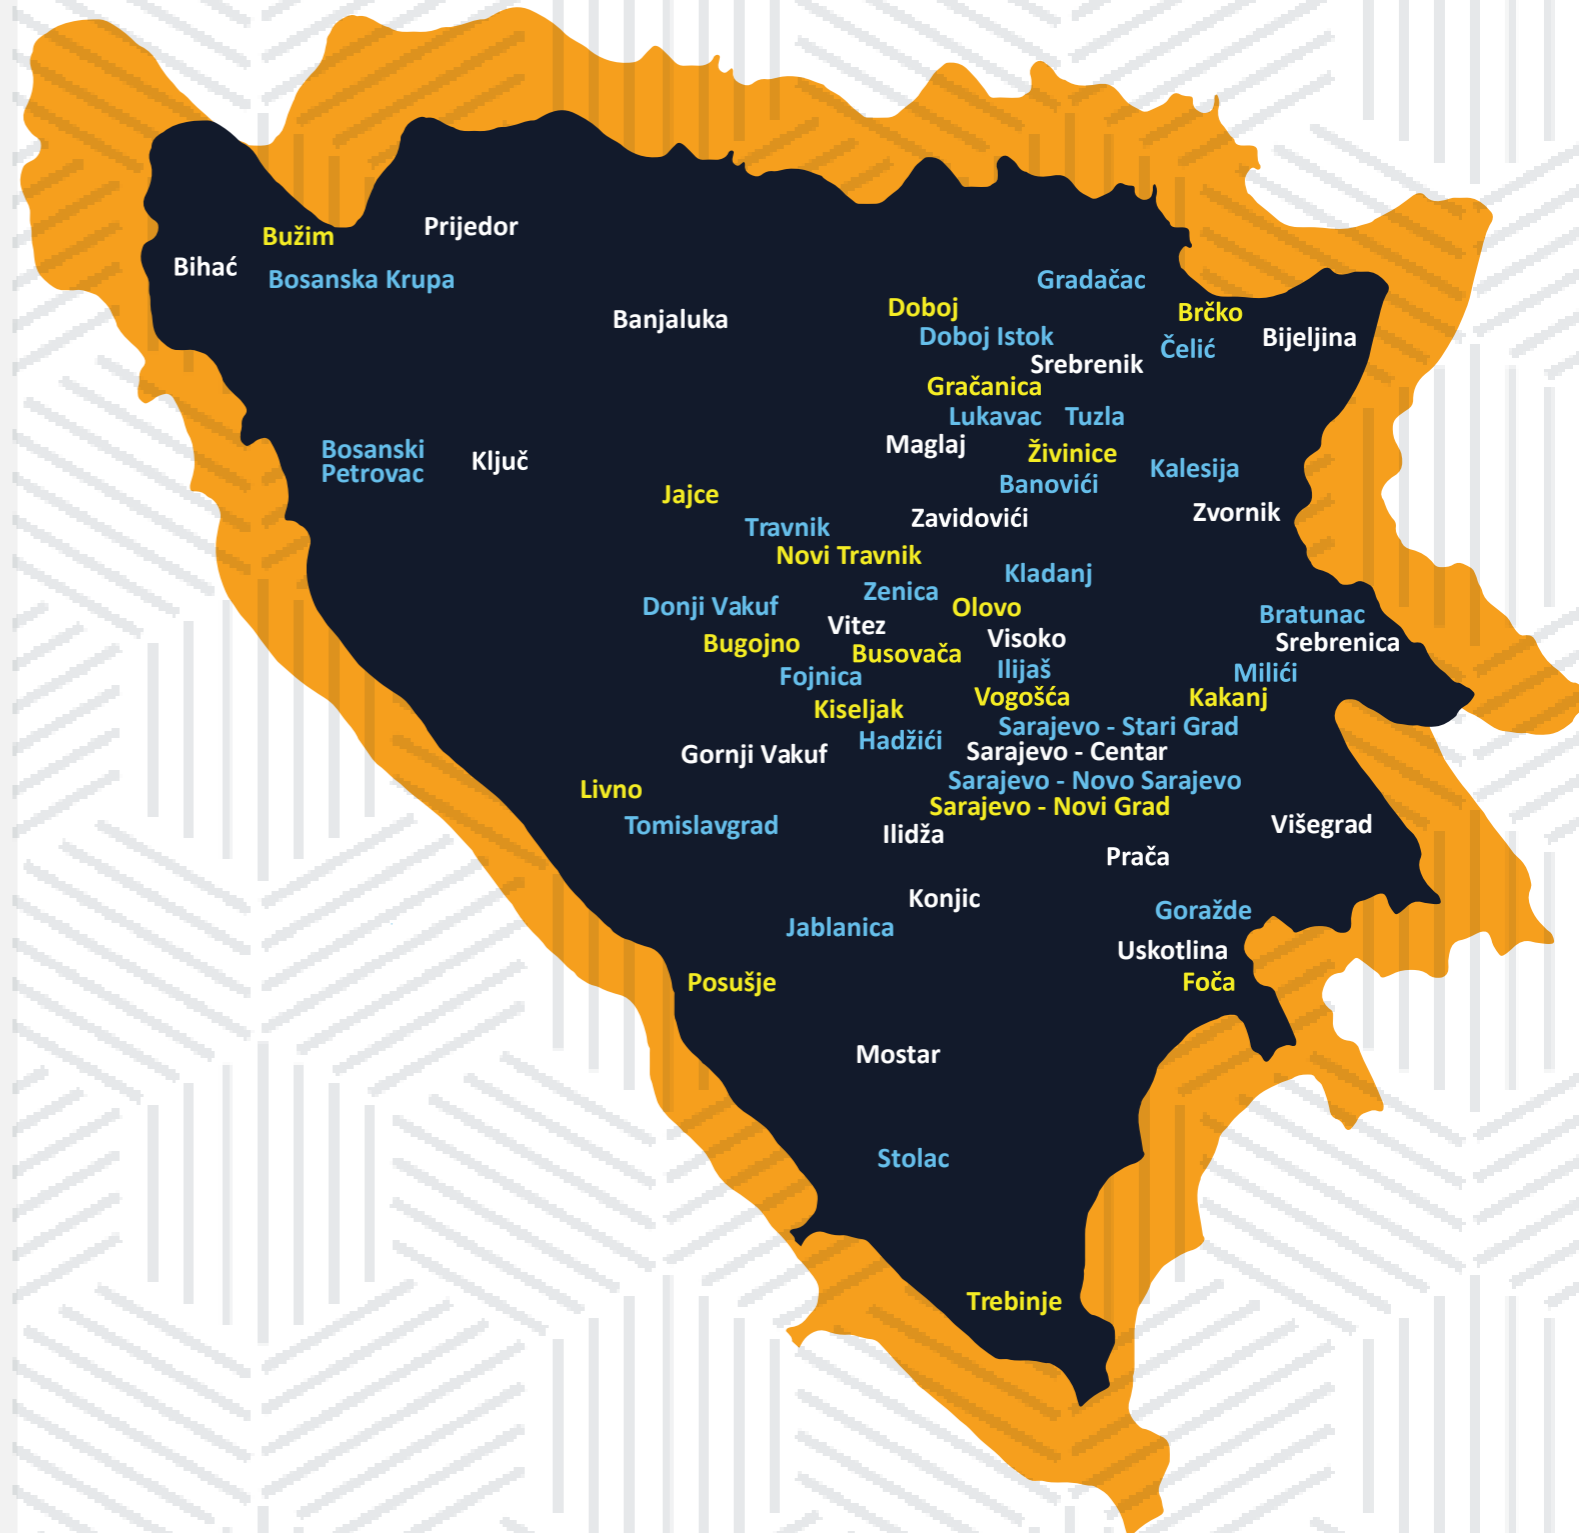 Prijedor
Bužim
Bihać
Bosanska Krupa
Gradačac
Doboj
Brčko
Banjaluka
Doboj Istok
Bijeljina
Čelić
Srebrenik
Gračanica
Lukavac
Tuzla
Maglaj
Bosanski
Petrovac
Živinice
Ključ
Kalesija
Banovići
Jajce
Zvornik
Zavidovići
Travnik
Novi Travnik
Kladanj
Zenica
Donji Vakuf
Olovo
Bratunac
Vitez
Visoko
Srebrenica
Bugojno
Busovača
Ilijaš
Milići
Fojnica
Vogošća
Kakanj
Kiseljak
Sarajevo - Stari Grad
Hadžići
Sarajevo - Centar
Gornji Vakuf
Sarajevo - Novo Sarajevo
Livno
Sarajevo - Novi Grad
Tomislavgrad
Višegrad
Ilidža
Prača
Konjic
Goražde
Jablanica
Uskotlina
Posušje
Foča
Mostar
Stolac
Trebinje